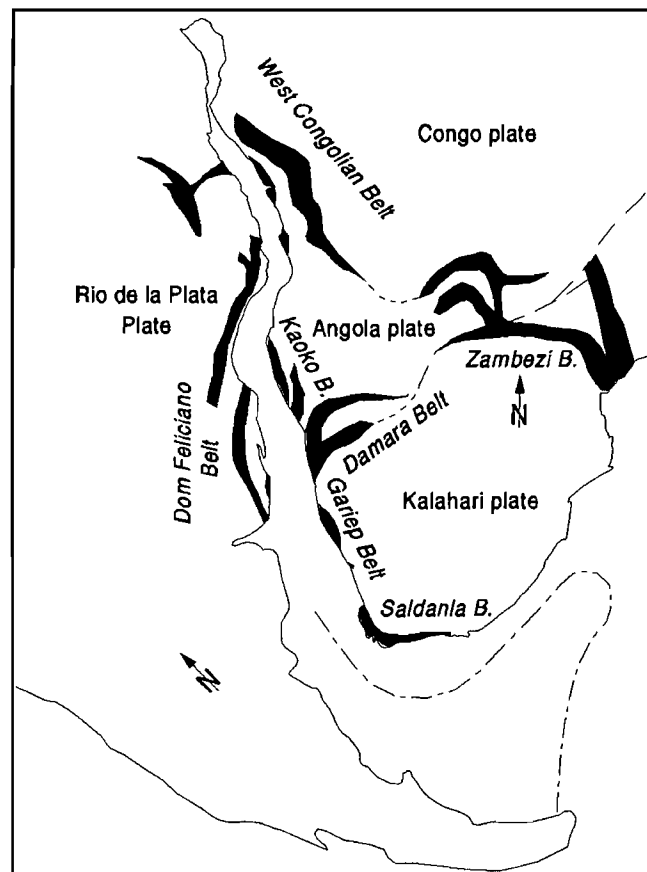 West Congolian Belt
Congo plate
Rio de la Plata
Plate
Kaoko B.
Angola plate
Zambezi B.
N
Dom Feliciano
Belt
Damara Belt
Gariep Belt
Kalahari plate
Saldania B.
N